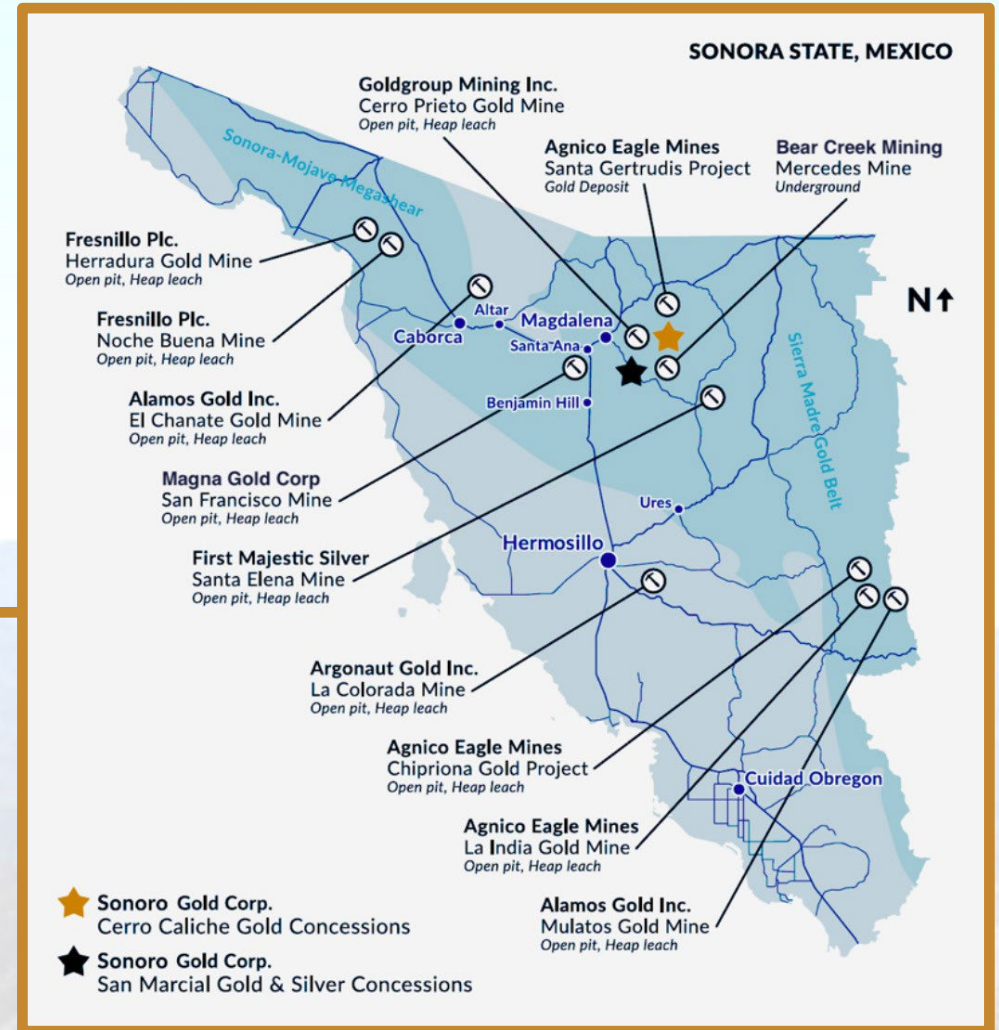 SONORA STATE, MEXICO
Goldgroup Mining Inc.
Cerro Prieto Gold Mine
Open pit, Heap leach
Agnico Eagle Mines
Santa Gertrudis Project
Gold Deposit
Bear Creek Mining
Mercedes Mine
Underground
Sonora-Mojave Megashear
Fresnillo Plc.
Herradura Gold Mine
Open pit, Heap leach
N
Fresnillo Plc.
Noche Buena Mine
Open pit, Heap leach
Altar
Caborca
Magdalena
Santa Ana
Sierra Madre Gold Belt
Alamos Gold Inc.
El Chanate Gold Mine
Open pit, Heap leach
Benjamin Hill
Magna Gold Corp
San Francisco Mine
Open pit, Heap leach
Ures
Hermosillo
First Majestic Silver
Santa Elena Mine
Open pit, Heap leach
Argonaut Gold Inc.
La Colorada Mine
Open pit, Heap leach
Agnico Eagle Mines
Chipriona Gold Project
Open pit, Heap leach
Cuidad Obregon
Agnico Eagle Mines
La India Gold Mine
Open pit, Heap leach
Alamos Gold Inc.
Mulatos Gold Mine
Open pit, Heap leach
Sonoro Gold Corp.
Cerro Caliche Gold Concessions
Sonoro Gold Corp.
San Marcial Gold & Silver Concessions